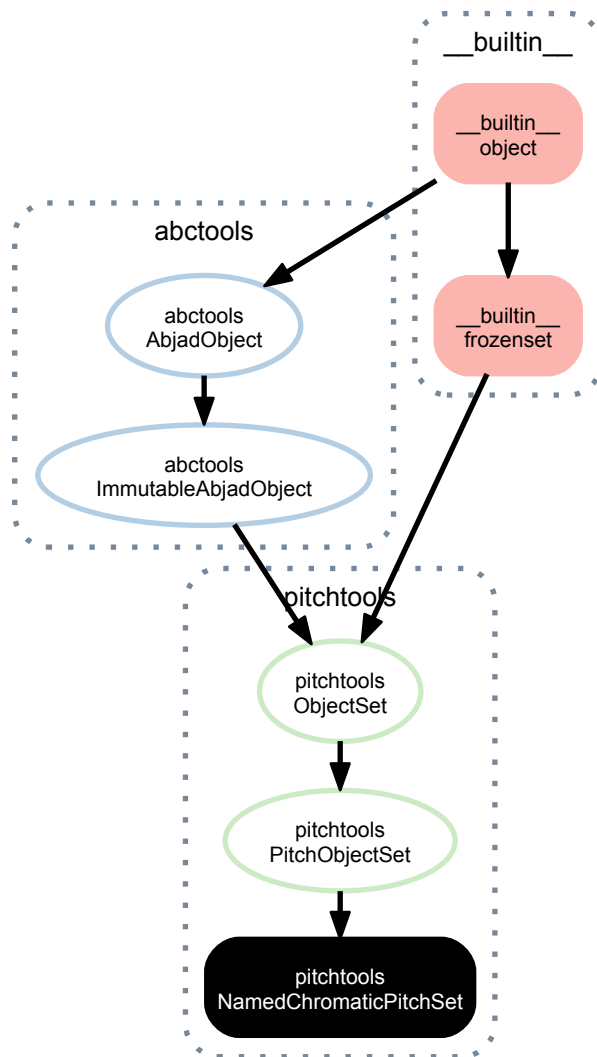 __builtin__
__builtin__
object
abctools
abctools
AbjadObject
__builtin__
frozenset
abctools
ImmutableAbjadObject
pitchtools
pitchtools
ObjectSet
pitchtools
PitchObjectSet
pitchtools
NamedChromaticPitchSet